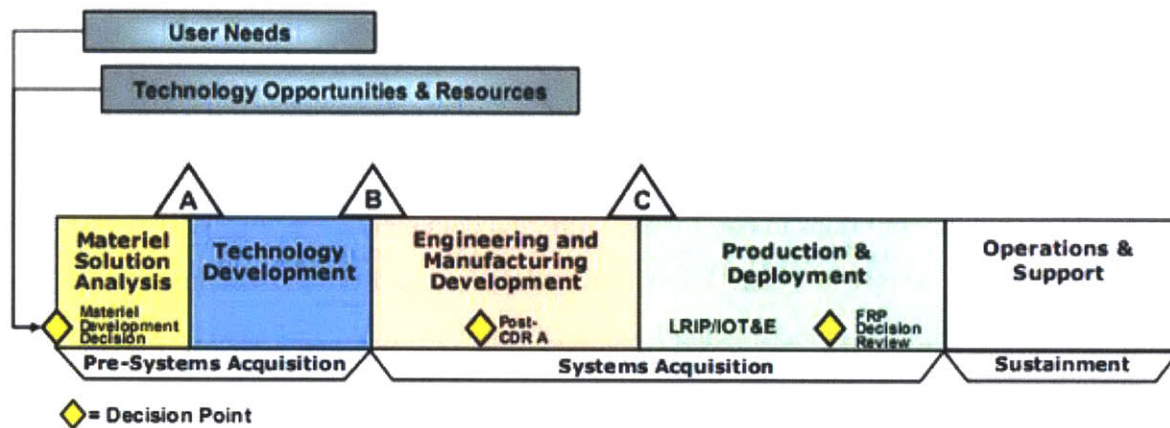 User Needs
Technology Opportunities & Resources
A
B
C
Materiel
Solution
Analysis
Materiel
Development
Decision
Technology
Development
Engineering and
Manufacturing
Development
Post-
CDR A
Production &
Deployment
LRIP/IOT&E
FRP
Decision
Review
Operations &
Support
Pre-Systems Acquisition
Systems Acquisition
Sustainment
= Decision Point